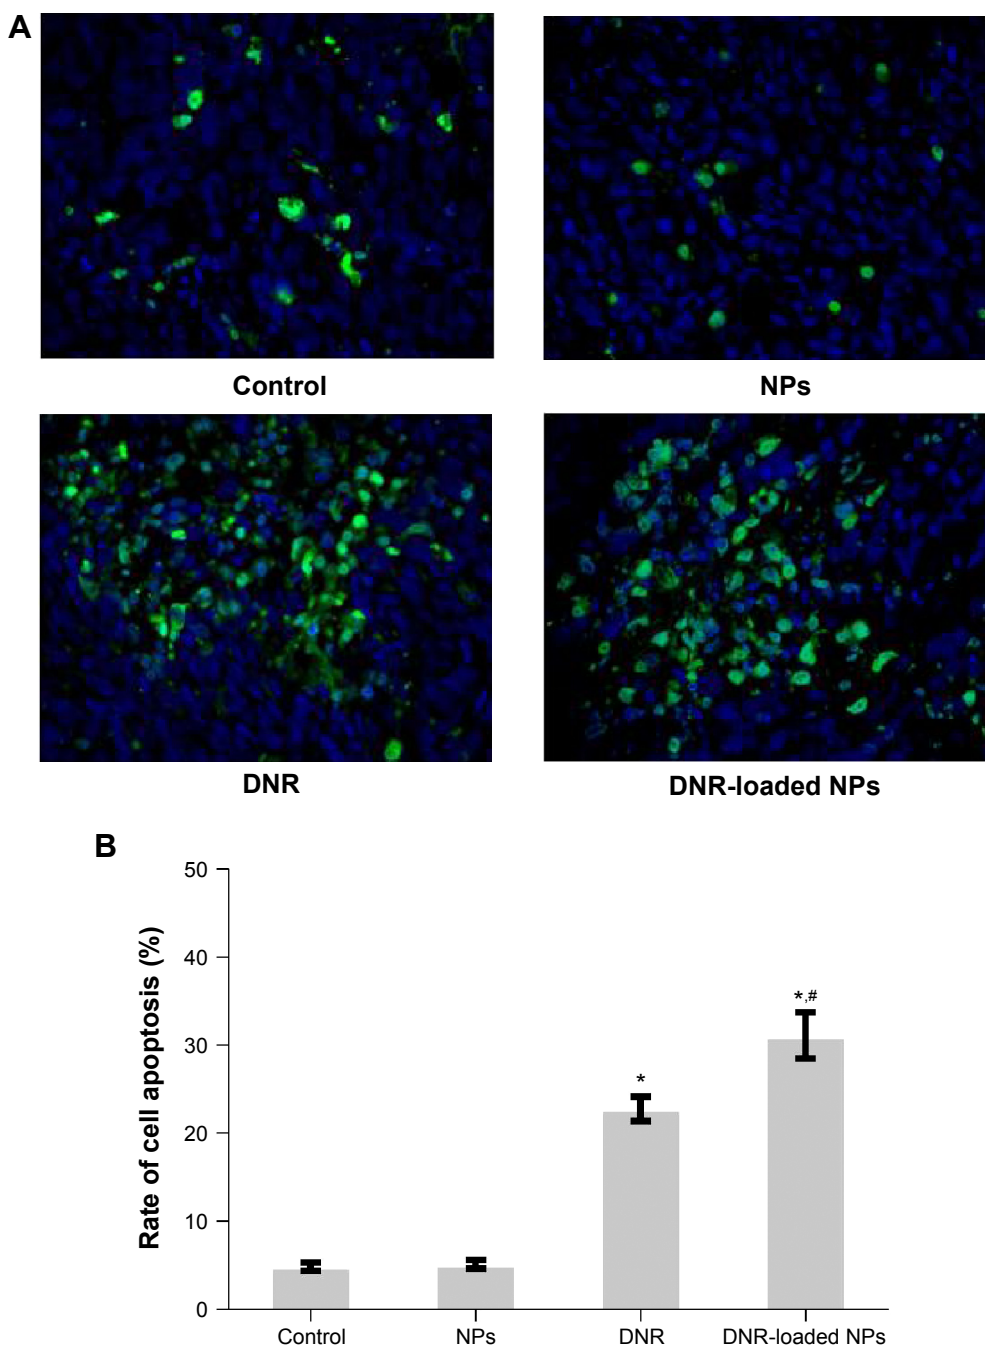 A
Control
NPs
DNR
DNR-loaded NPs
B
Rate of cell apoptosis (%)
50
40
30
20
10
0
*
*,#
Control
NPs
DNR
DNR-loaded NPs